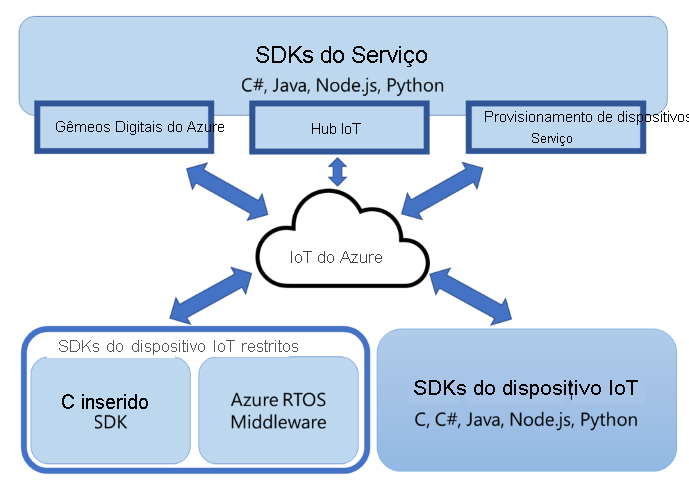 SDKs do Serviço
C#, Java, Node.js, Python
Gêmeos Digitais do Azure
Hub IoT
Provisionamento de dispositivos
Serviço
IoT do Azure
SDKs do dispositivo IoT restritos
C inserido
SDK
Azure RTOS
Middleware
SDKs do dispositivo IoT
C, C#, Java, Node.js, Python